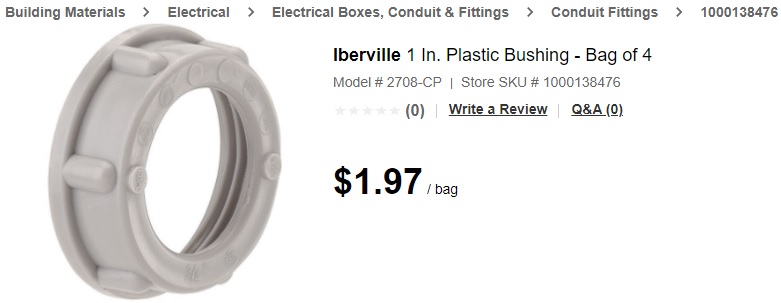 Building Materials > Electrical > Electrical Boxes, Conduit & Fittings > Conduit Fittings > 1000138476
Iberville 1 In. Plastic Bushing - Bag of 4
Model # 2708-CP | Store SKU # 1000138476
(0) | Write a Review | Q&A (0)
$1.97 / bag